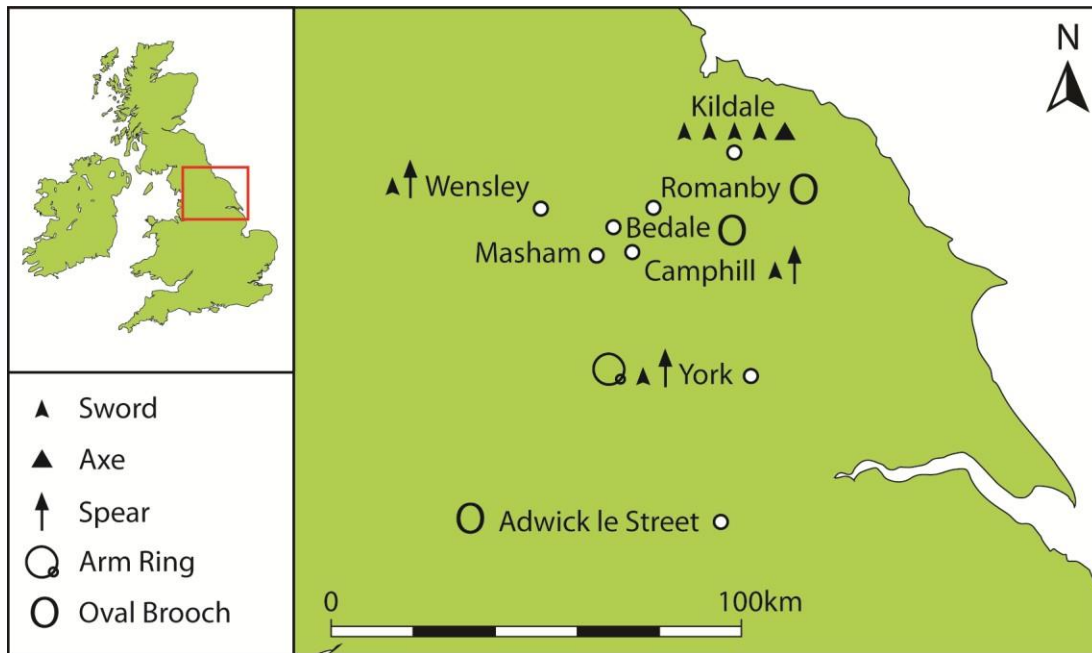 N
Kildale
Wensley
Romanby
Bedale
Masham
Camphill
York
Adwick le Street
0
100km
Sword
Axe
Spear
Arm Ring
Oval Brooch